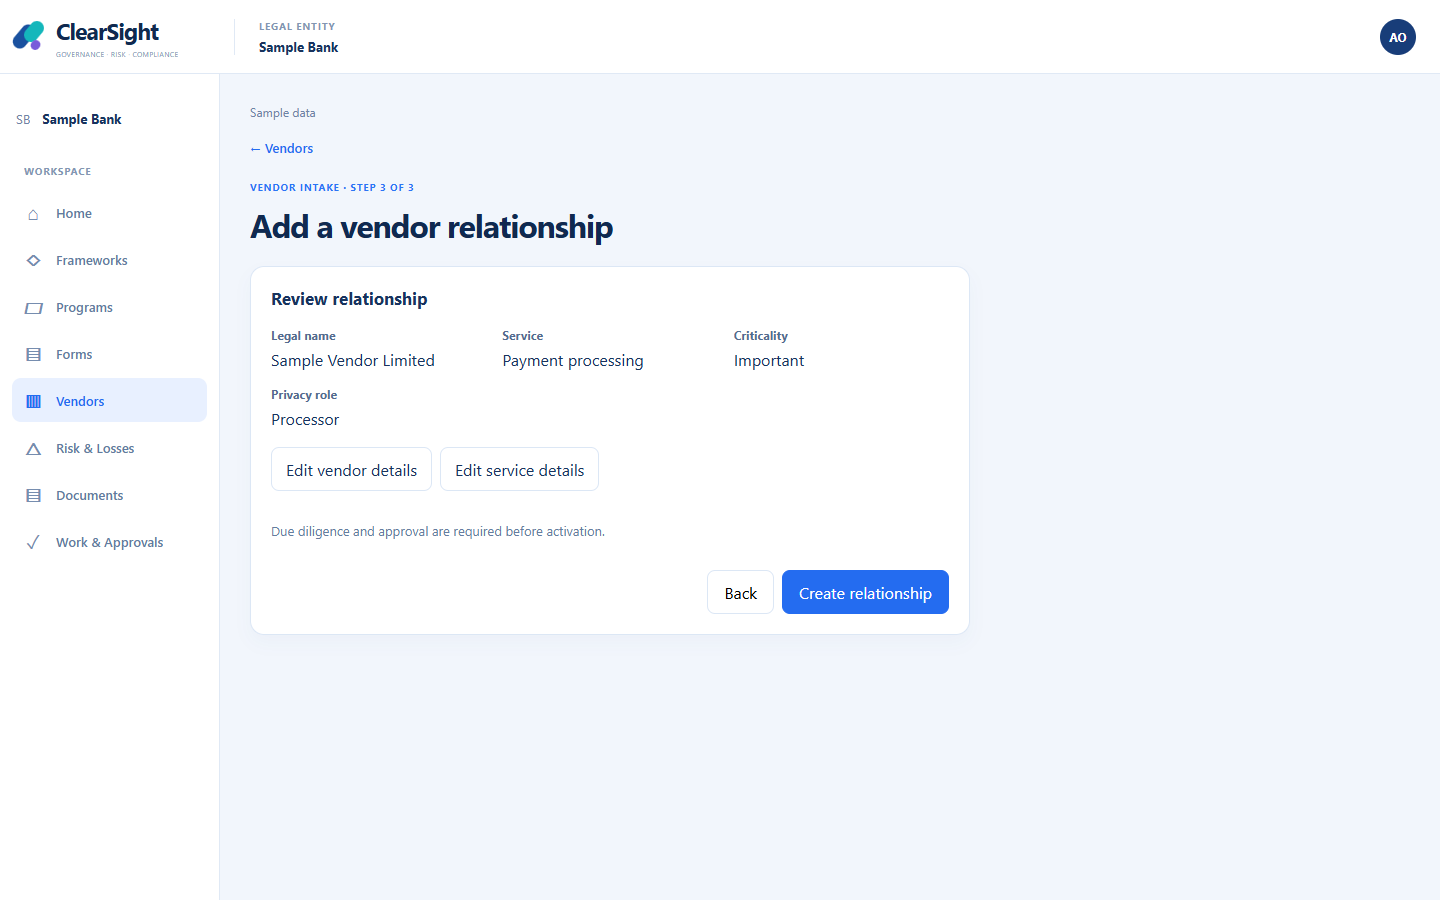 ClearSight
GOVERNANCE · RISK · COMPLIANCE
LEGAL ENTITY
Sample Bank
AO
SB Sample Bank
WORKSPACE
Home
Frameworks
Programs
Forms
Vendors
Risk & Losses
Documents
Work & Approvals
Sample data
← Vendors
VENDOR INTAKE · STEP 3 OF 3
Add a vendor relationship
Review relationship
Legal name Service Criticality
Sample Vendor Limited Payment processing Important
Privacy role
Processor
Edit vendor details Edit service details
Due diligence and approval are required before activation.
Back Create relationship